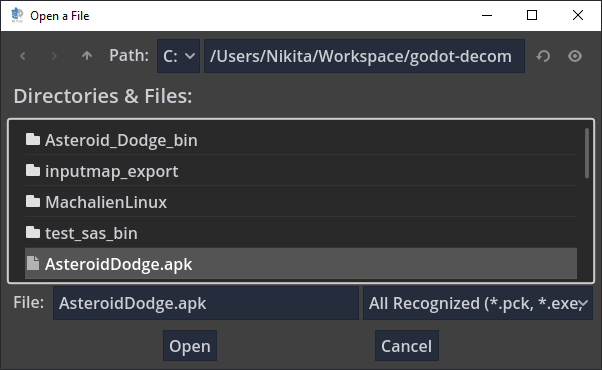 Open a File
Path: C: /Users/Nikita/Workspace/godot-decom
Directories & Files:
Asteroid_Dodge_bin
inputmap_export
MachalienLinux
test_sas_bin
AsteroidDodge.apk
File: AsteroidDodge.apk All Recognized (*.pck, *.exe,
Open Cancel